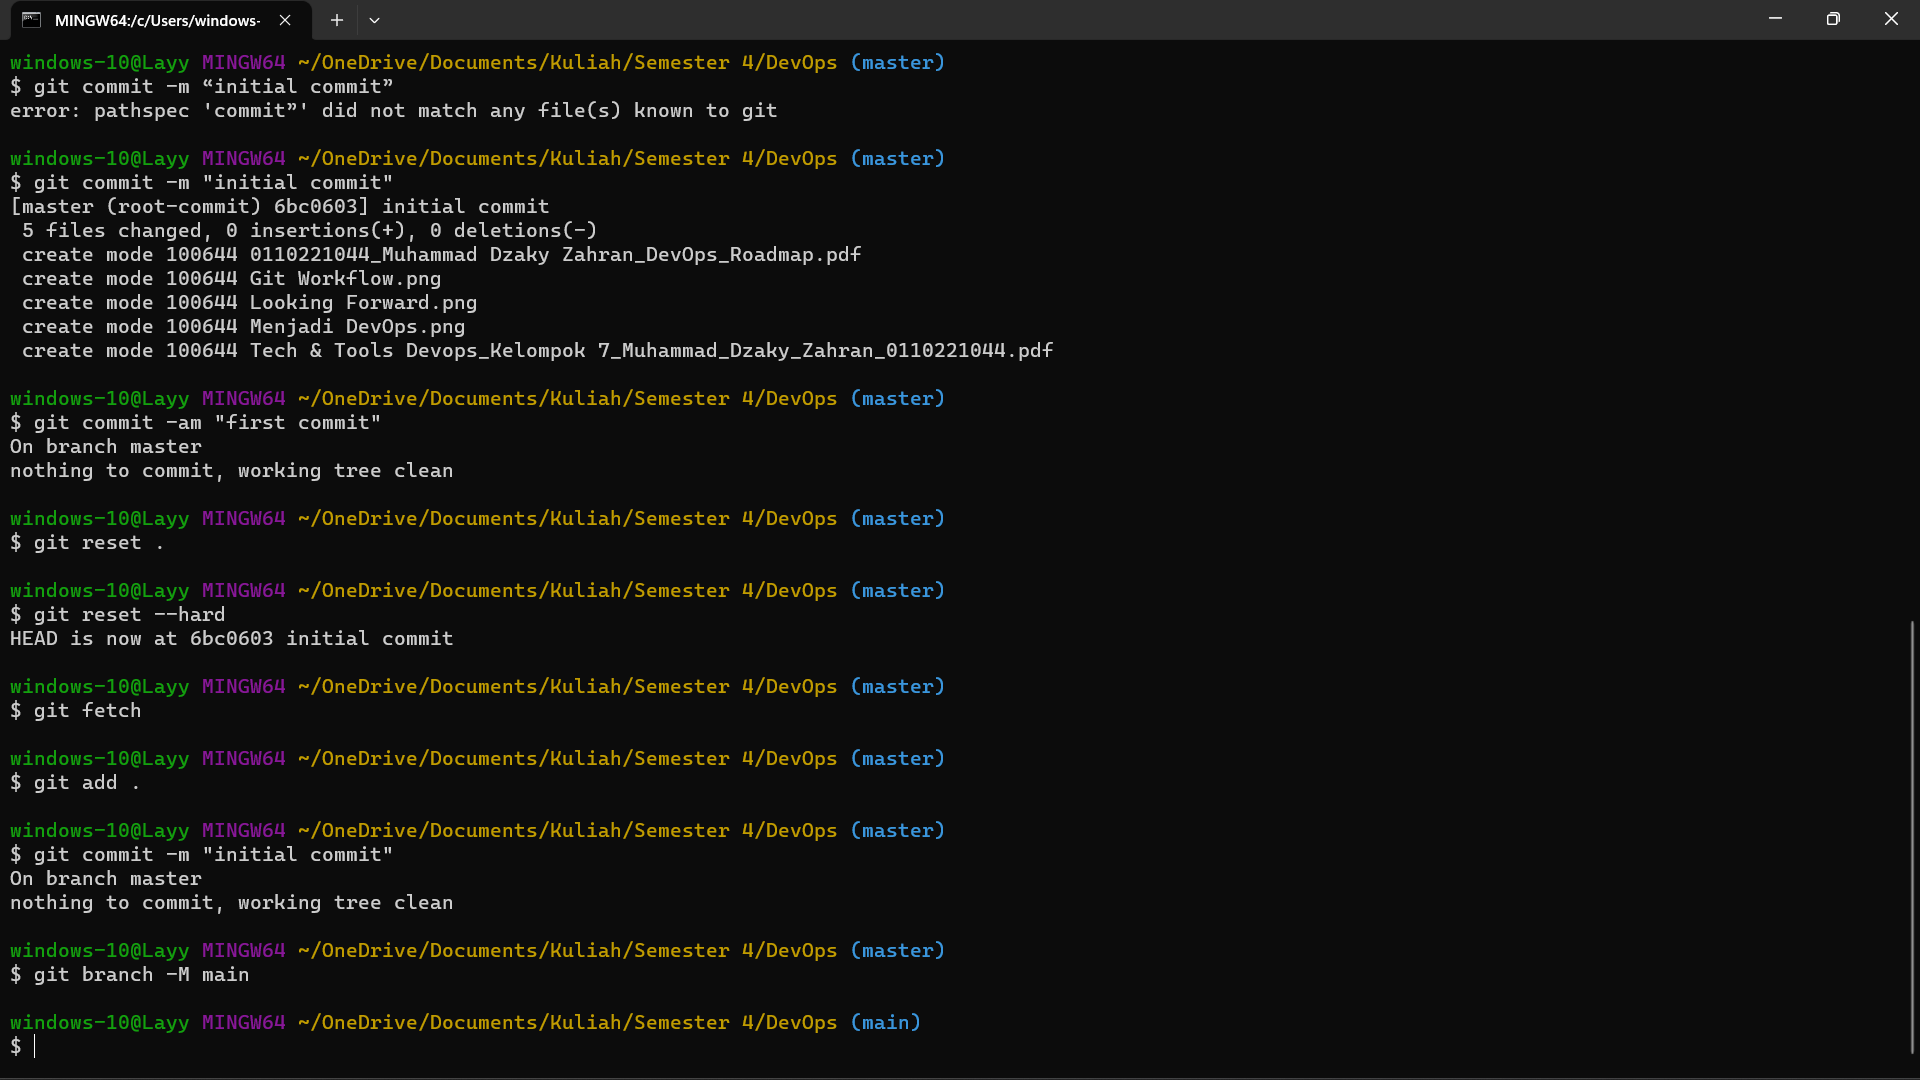 MINGW64:/c/Users/windows-
windows-10@Layy MINGW64 ~/OneDrive/Documents/Kuliah/Semester 4/DevOps (master)
$ git commit -m “initial commit”
error: pathspec 'commit”' did not match any file(s) known to git
windows-10@Layy MINGW64 ~/OneDrive/Documents/Kuliah/Semester 4/DevOps (master)
$ git commit -m "initial commit"
[master (root-commit) 6bc0603] initial commit
 5 files changed, 0 insertions(+), 0 deletions(-)
 create mode 100644 0110221044_Muhammad Dzaky Zahran_DevOps_Roadmap.pdf
 create mode 100644 Git Workflow.png
 create mode 100644 Looking Forward.png
 create mode 100644 Menjadi DevOps.png
 create mode 100644 Tech & Tools Devops_Kelompok 7_Muhammad_Dzaky_Zahran_0110221044.pdf
windows-10@Layy MINGW64 ~/OneDrive/Documents/Kuliah/Semester 4/DevOps (master)
$ git commit -am "first commit"
On branch master
nothing to commit, working tree clean
windows-10@Layy MINGW64 ~/OneDrive/Documents/Kuliah/Semester 4/DevOps (master)
$ git reset .
windows-10@Layy MINGW64 ~/OneDrive/Documents/Kuliah/Semester 4/DevOps (master)
$ git reset --hard
HEAD is now at 6bc0603 initial commit
windows-10@Layy MINGW64 ~/OneDrive/Documents/Kuliah/Semester 4/DevOps (master)
$ git fetch
windows-10@Layy MINGW64 ~/OneDrive/Documents/Kuliah/Semester 4/DevOps (master)
$ git add .
windows-10@Layy MINGW64 ~/OneDrive/Documents/Kuliah/Semester 4/DevOps (master)
$ git commit -m "initial commit"
On branch master
nothing to commit, working tree clean
windows-10@Layy MINGW64 ~/OneDrive/Documents/Kuliah/Semester 4/DevOps (master)
$ git branch -M main
windows-10@Layy MINGW64 ~/OneDrive/Documents/Kuliah/Semester 4/DevOps (main)
$